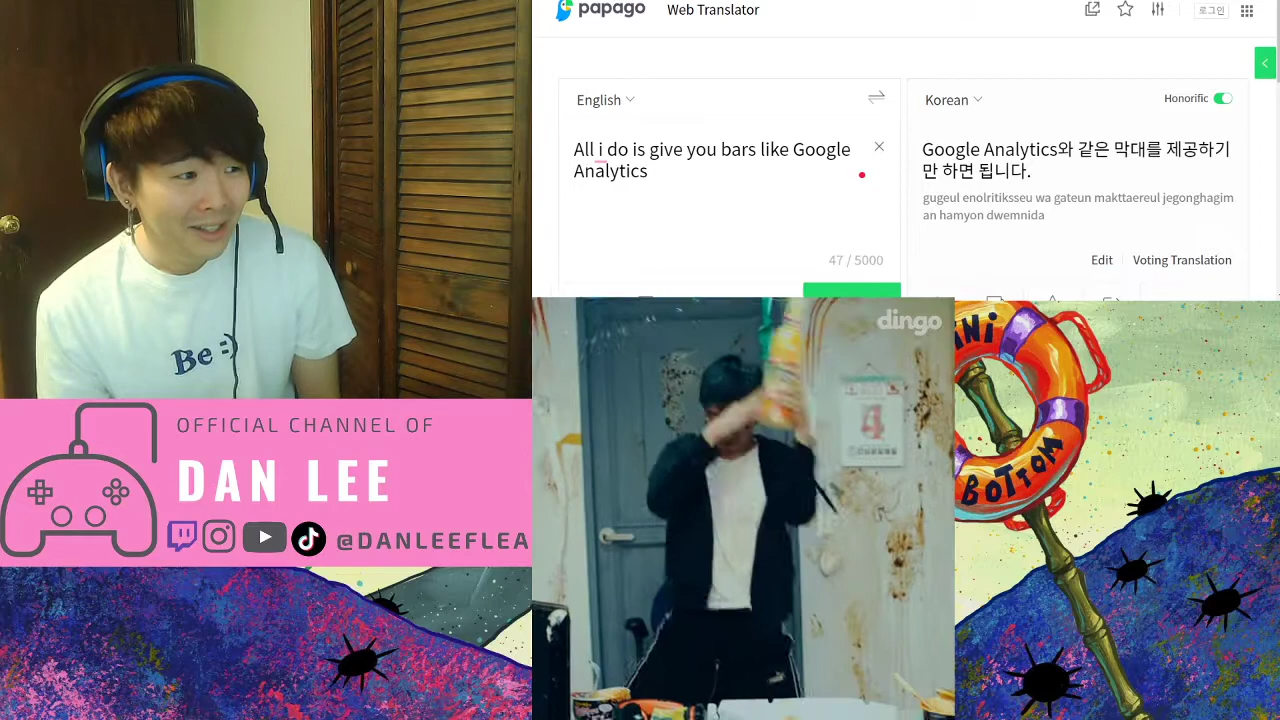 papago
Web Translator
로그인
English
Korean
Honorific
All i do is give you bars like Google
Analytics
Google Analytics와 같은 막대를 제공하기
만 하면 됩니다.
gugeul enolritiksseu wa gateun makttaereul jegonghagim
an hamyon dwemnida
47 / 5000
Edit
Voting Translation
Be :)
OFFICIAL CHANNEL OF
DAN LEE
@DANLEEFLEA
dingo
4
BOTTOM